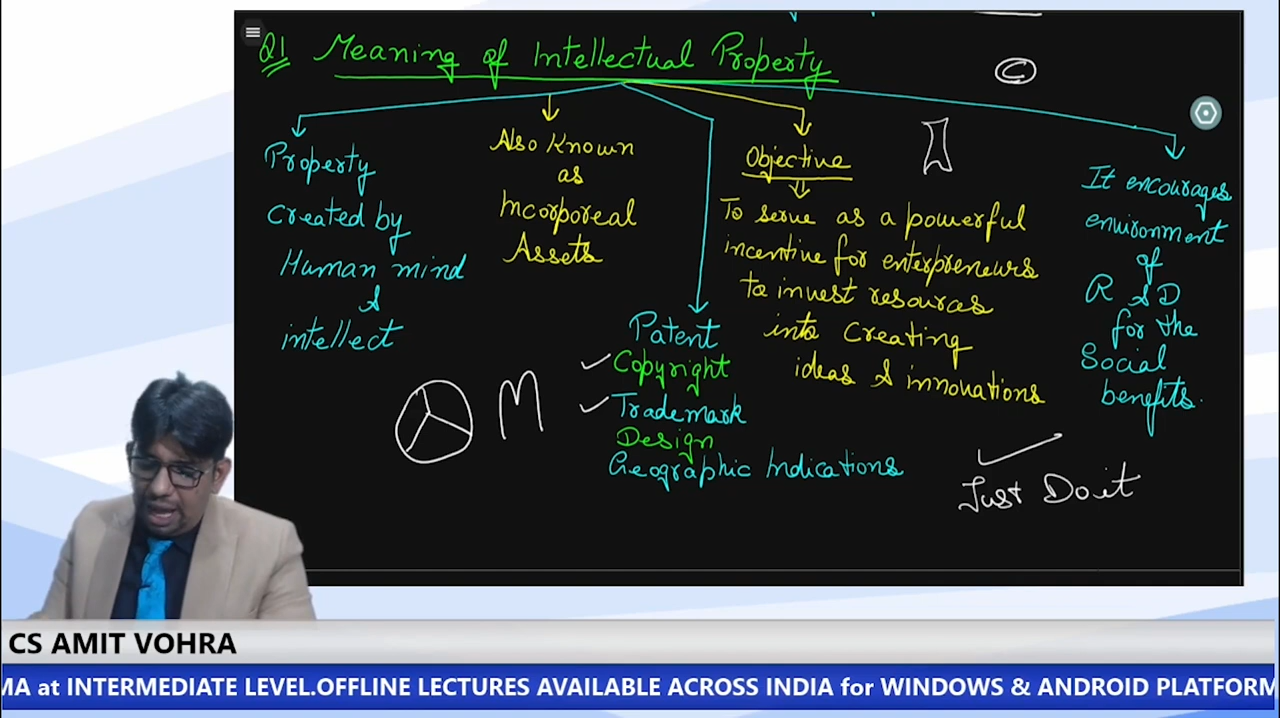 Q1 Meaning of Intellectual Property
©
Property
created by
Human mind
&
intellect
Also Known
as
Incorporeal
Assets
Patent
Copyright
Trademark
Design
Geographic Indications
Objective
To serve as a powerful
incentive for enterpreneurs
to invest resources
into Creating
ideas & innovations
It encourages
environment
of
R & D
for the
Social
benefits.
M
Just Do it
CS AMIT VOHRA
MA at INTERMEDIATE LEVEL.OFFLINE LECTURES AVAILABLE ACROSS INDIA for WINDOWS & ANDROID PLATFORM